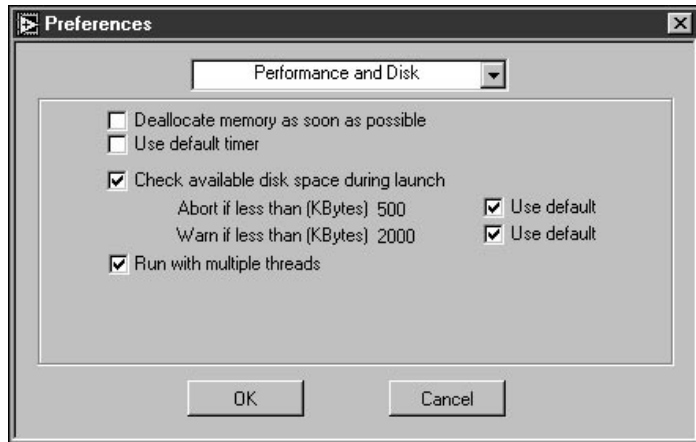 Preferences
Performance and Disk
Deallocate memory as soon as possible
Use default timer
Check available disk space during launch
Abort if less than (KBytes) 500 Use default
Warn if less than (KBytes) 2000 Use default
Run with multiple threads
OK Cancel